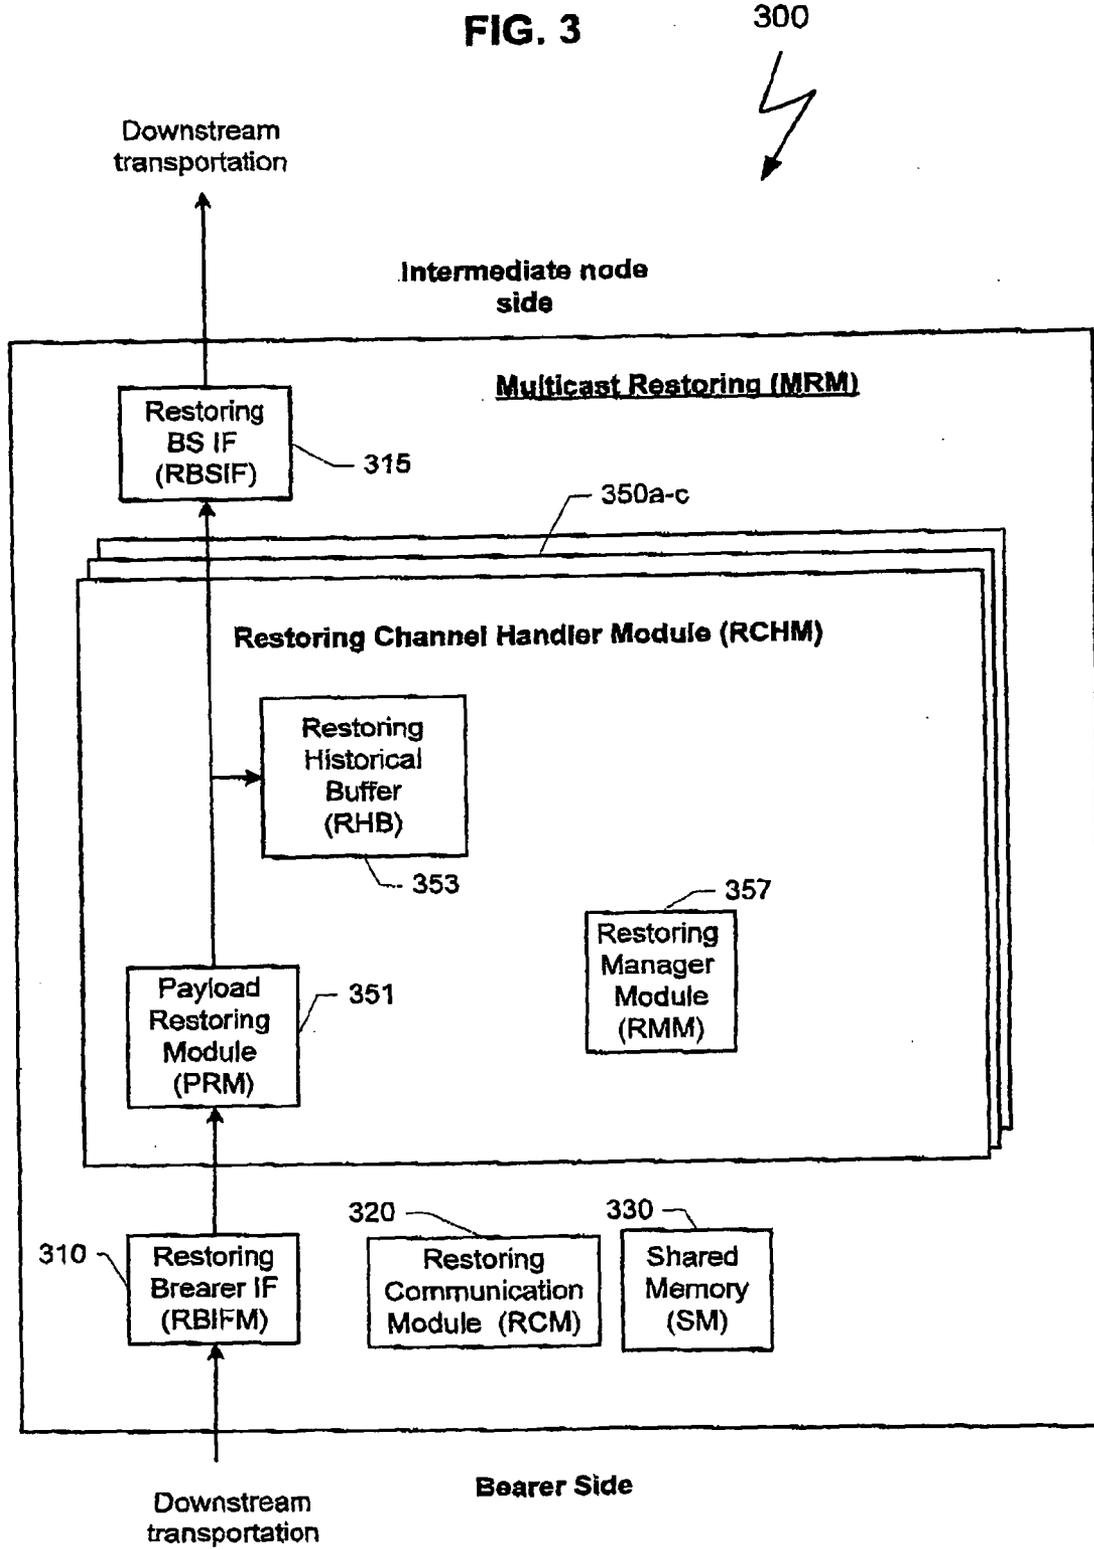 FIG. 3
300
Downstream
transportation
Intermediate node
side
Multicast Restoring (MRM)
Restoring
BS IF
(RBSIF)
315
350a-c
Restoring Channel Handler Module (RCHM)
Restoring
Historical
Buffer
(RHB)
353
357
Restoring
Manager
Module
(RMM)
Payload
Restoring
Module
(PRM)
351
310
Restoring
Brearer IF
(RBIFM)
320
Restoring
Communication
Module (RCM)
330
Shared
Memory
(SM)
Bearer Side
Downstream
transportation